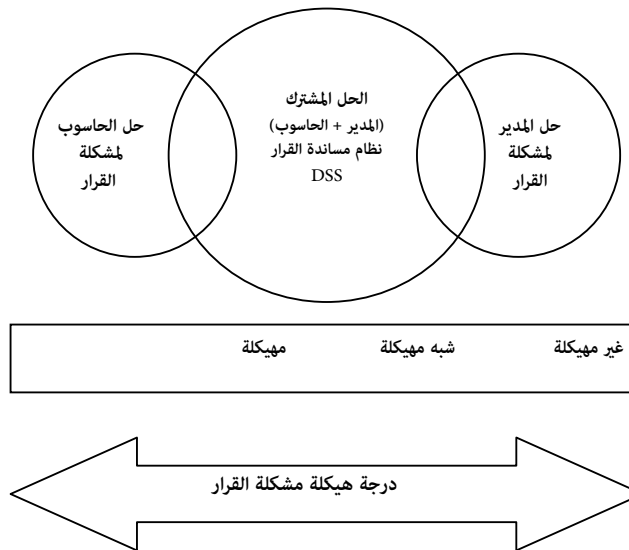 حل المدير
لمشكلة
القرار
الحل المشترك
(المدير + الحاسوب)
نظام مساندة القرار
DSS
حل الحاسوب
لمشكلة
القرار
غير مهيكلة شبه مهيكلة مهيكلة
درجة هيكلة مشكلة القرار